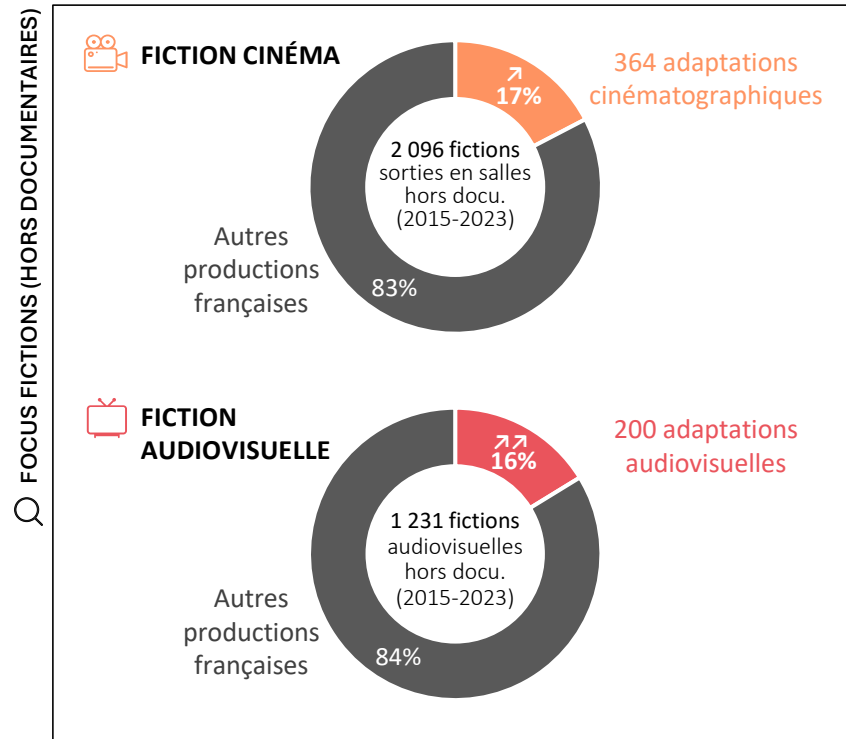 FOCUS FICTIONS (HORS DOCUMENTAIRES)
FICTION CINÉMA
17%
364 adaptations
cinématographiques
2 096 fictions
sorties en salles
hors docu.
(2015-2023)
Autres
productions
françaises
83%
FICTION
AUDIOVISUELLE
16%
200 adaptations
audiovisuelles
1 231 fictions
audiovisuelles
hors docu.
(2015-2023)
Autres
productions
françaises
84%